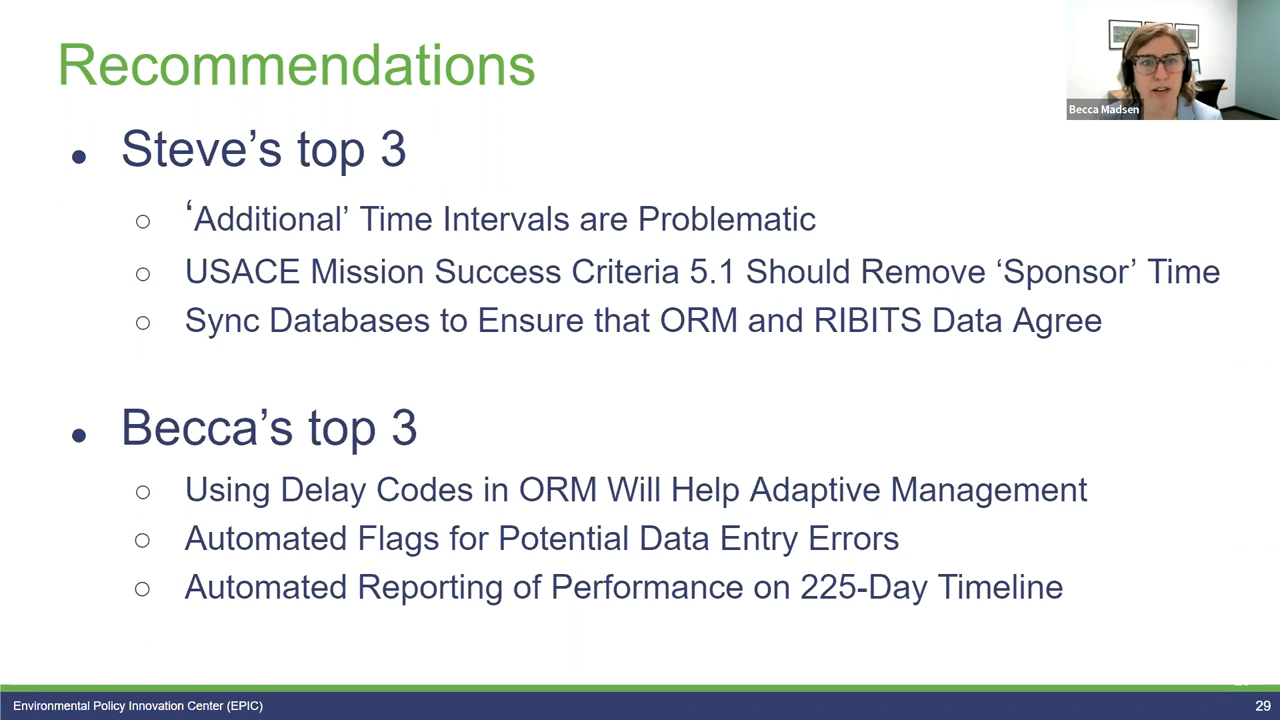 Recommendations
Becca Madsen
● Steve’s top 3
○ ‘Additional’ Time Intervals are Problematic
○ USACE Mission Success Criteria 5.1 Should Remove ‘Sponsor’ Time
○ Sync Databases to Ensure that ORM and RIBITS Data Agree
● Becca’s top 3
○ Using Delay Codes in ORM Will Help Adaptive Management
○ Automated Flags for Potential Data Entry Errors
○ Automated Reporting of Performance on 225-Day Timeline
Environmental Policy Innovation Center (EPIC)
29